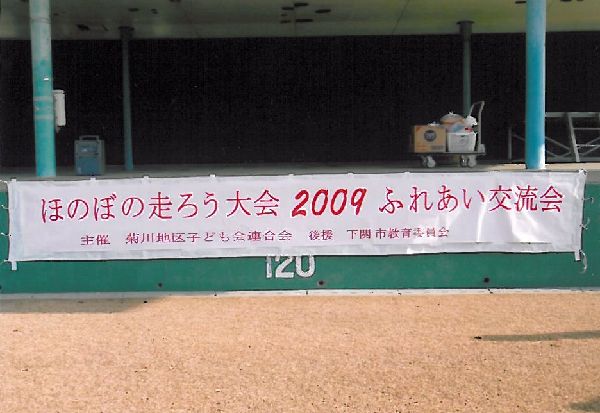 ほのぼの走ろう大会 2009 ふれあい交流会
主催 菊川地区子ども会連合会 後援 下関市教育委員会
120